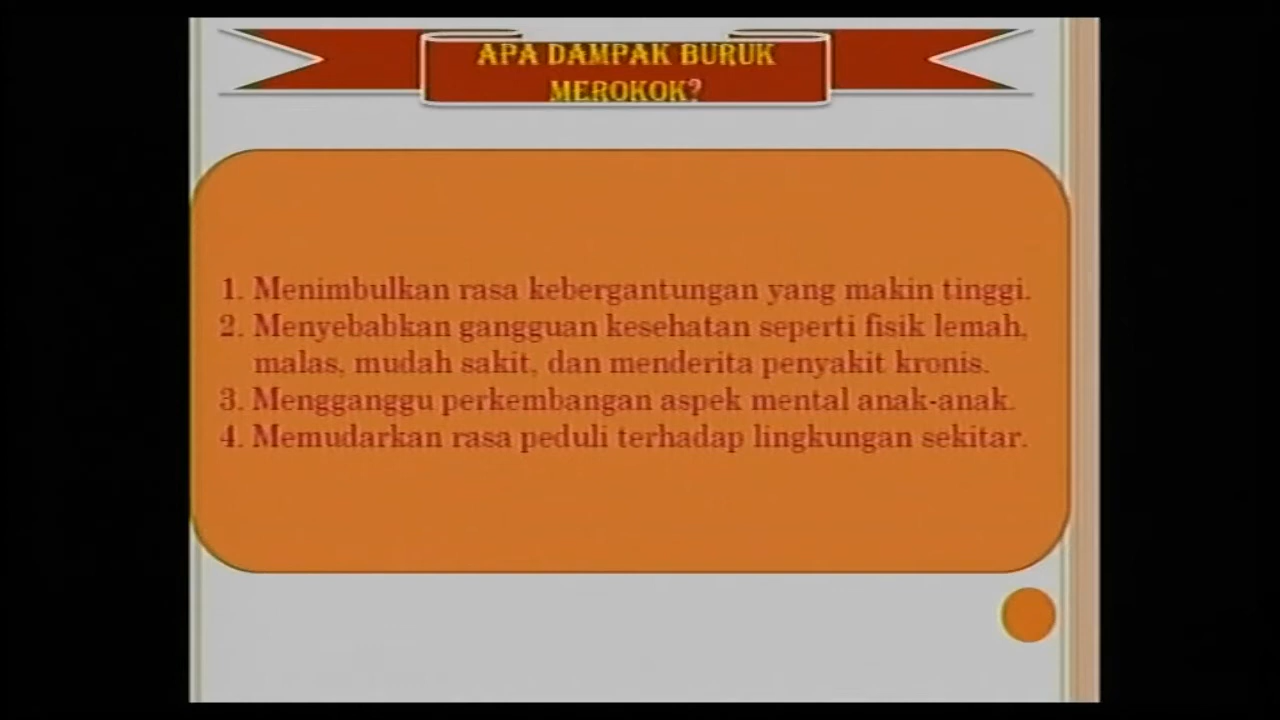 APA DAMPAK BURUK
MEROKOK?
1. Menimbulkan rasa kebergantungan yang makin tinggi.
2. Menyebabkan gangguan kesehatan seperti fisik lemah,
malas, mudah sakit, dan menderita penyakit kronis.
3. Mengganggu perkembangan aspek mental anak-anak.
4. Memudarkan rasa peduli terhadap lingkungan sekitar.